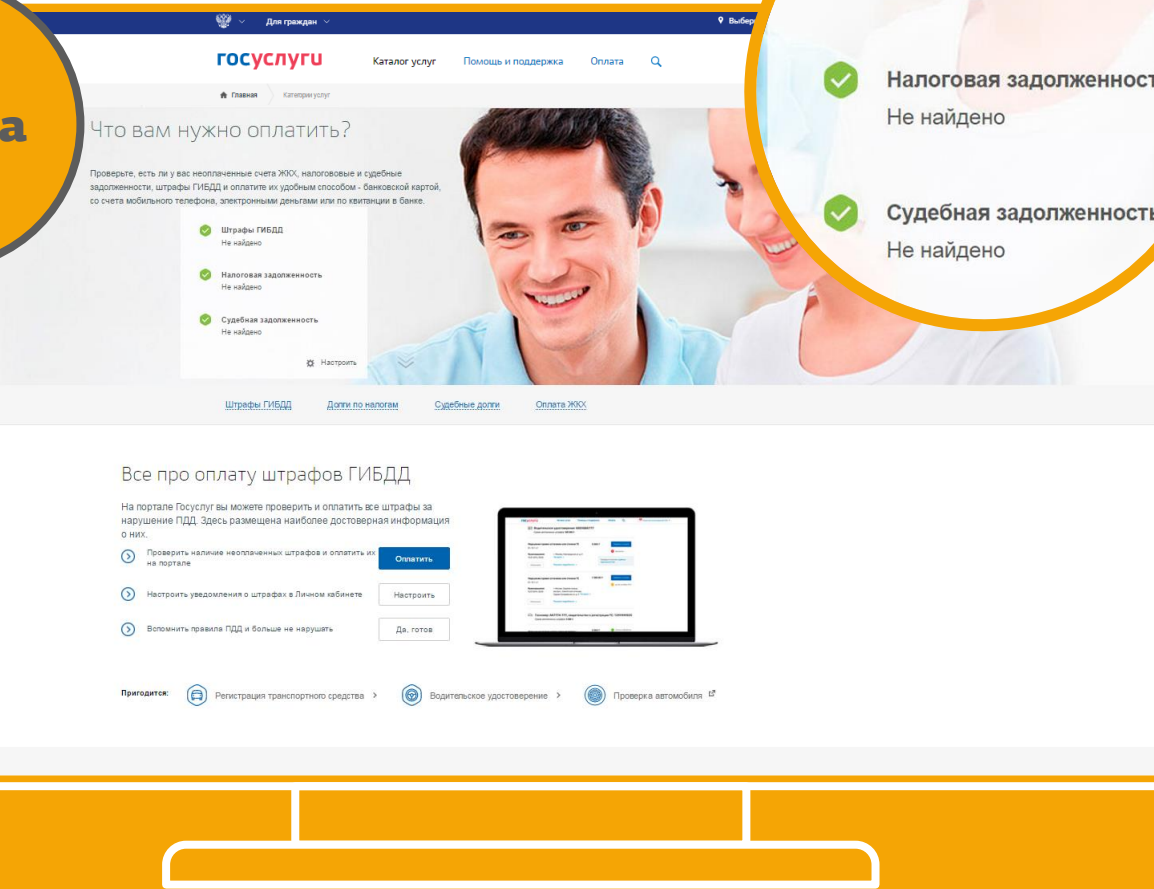 Для граждан
госуслуги
Каталог услуг Помощь и поддержка Оплата
Главная Категории услуг
а
Что вам нужно оплатить?
Проверьте, есть ли у вас неоплаченные счета ЖКХ, налоговоые и судебные
задолженности, штрафы ГИБДД и оплатите их удобным способом - банковской картой,
со счета мобильного телефона, электронными деньгами или по квитанции в банке.
Штрафы ГИБДД
Не найдено
Налоговая задолженность
Не найдено
Судебная задолженность
Не найдено
Настроить
Налоговая задолженност
Не найдено
Судебная задолженность
Не найдено
Штрафы ГИБДД Долги по налогам Судебные долги Оплата ЖКХ
Все про оплату штрафов ГИБДД
На портале Госуслуг вы можете проверить и оплатить все штрафы за
нарушение ПДД. Здесь размещена наиболее достоверная информация
о них.
Проверить наличие неоплаченных штрафов и оплатить их
на портале
Оплатить
Настроить уведомления о штрафах в Личном кабинете Настроить
Вспомнить правила ПДД и больше не нарушать Да, готов
Пригодится: Регистрация транспортного средства Водительское удостоверение Проверка автомобиля